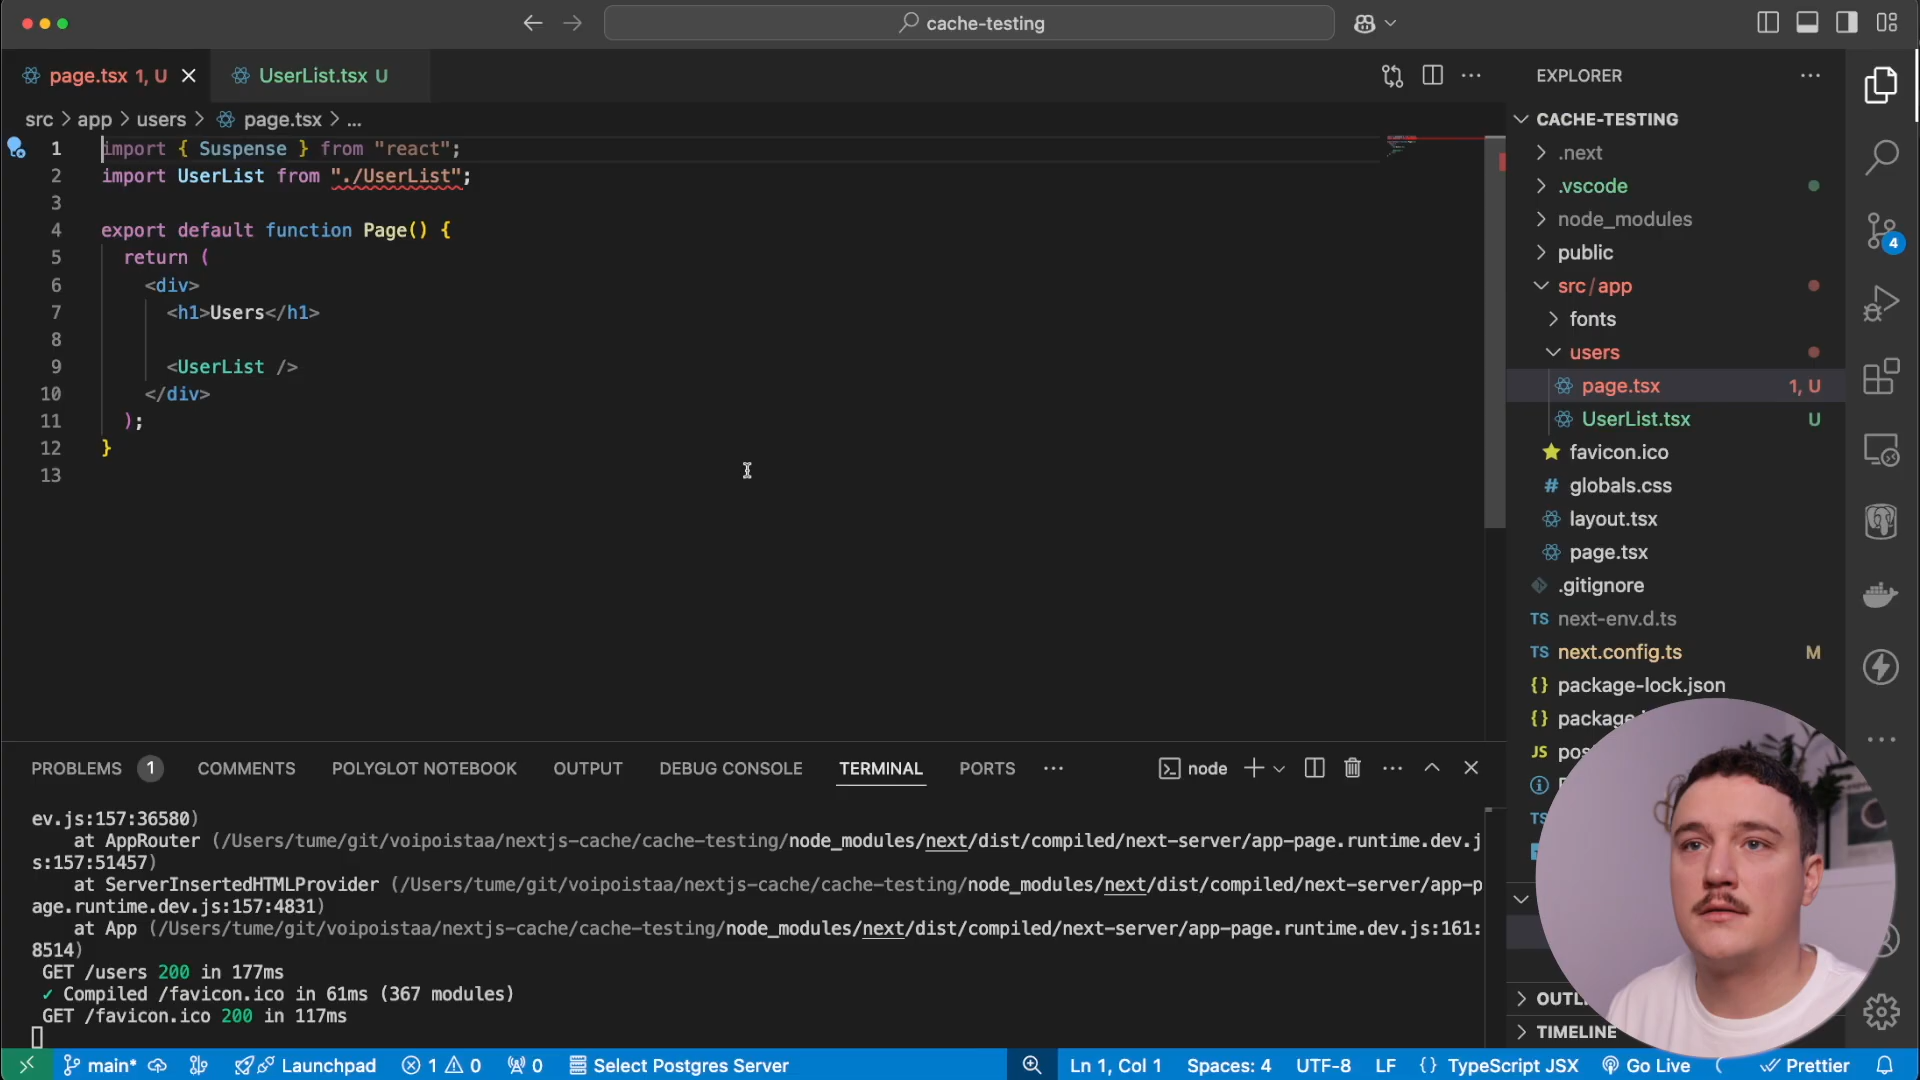 cache-testing
page.tsx 1, U
UserList.tsx U
src > app > users > page.tsx > ...
1 import { Suspense } from "react";
2 import UserList from "./UserList";
3
4 export default function Page() {
5 return (
6 <div>
7 <h1>Users</h1>
8
9 <UserList />
10 </div>
11 );
12 }
13
EXPLORER
CACHE-TESTING
.next
.vscode
node_modules
public
src/app
fonts
users
page.tsx 1, U
UserList.tsx U
favicon.ico
globals.css
layout.tsx
page.tsx
.gitignore
TS next-env.d.ts
TS next.config.ts M
{} package-lock.json
JS
TS
TIMELINE
4
PROBLEMS 1 COMMENTS POLYGLOT NOTEBOOK OUTPUT DEBUG CONSOLE TERMINAL PORTS ...
node
ev.js:157:36580)
at AppRouter (/Users/tume/git/voipoistaa/nextjs-cache/cache-testing/node_modules/next/dist/compiled/next-server/app-page.runtime.dev.j
s:157:51457)
at ServerInsertedHTMLProvider (/Users/tume/git/voipoistaa/nextjs-cache/cache-testing/node_modules/next/dist/compiled/next-server/app-p
age.runtime.dev.js:157:4831)
at App (/Users/tume/git/voipoistaa/nextjs-cache/cache-testing/node_modules/next/dist/compiled/next-server/app-page.runtime.dev.js:161:
8514)
GET /users 200 in 177ms
✓ Compiled /favicon.ico in 61ms (367 modules)
GET /favicon.ico 200 in 117ms
main* Launchpad 1 0 0 Select Postgres Server Ln 1, Col 1 Spaces: 4 UTF-8 LF {} TypeScript JSX Go Live Prettier